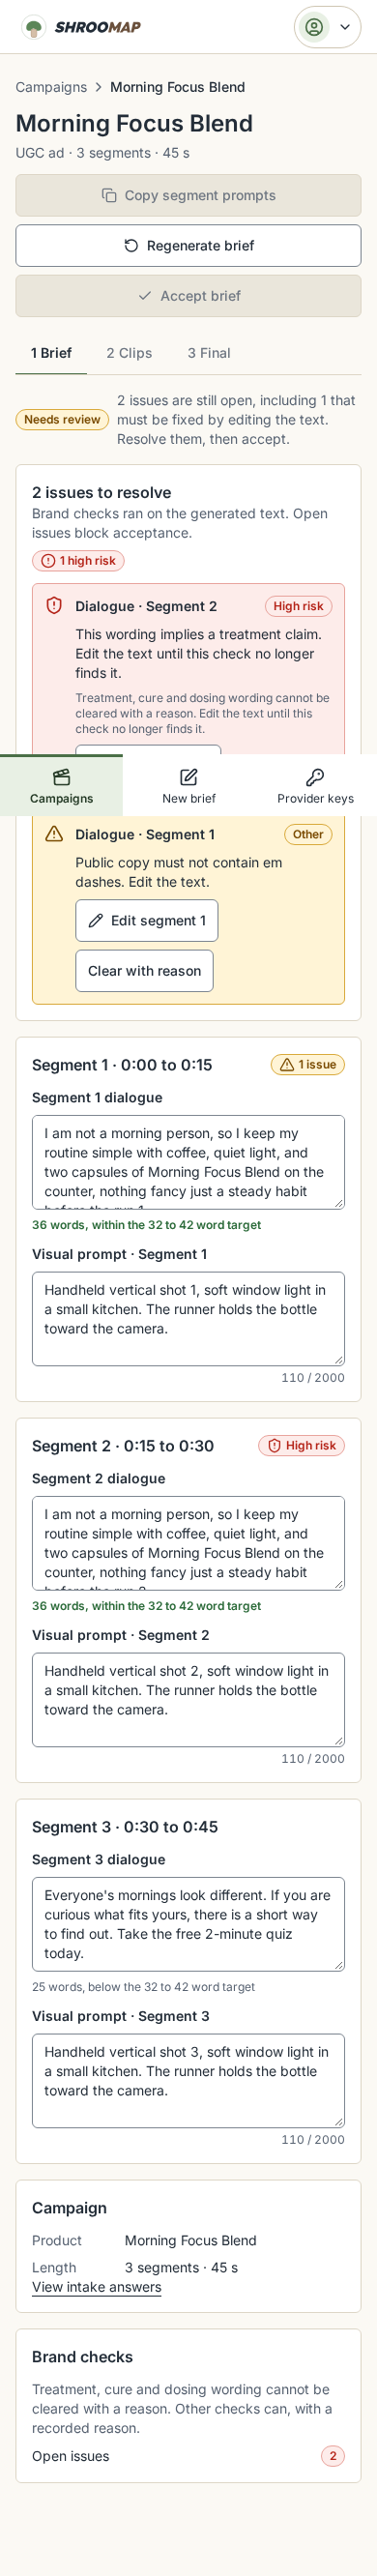 SHROOMAP
Campaigns > Morning Focus Blend
Morning Focus Blend
UGC ad · 3 segments · 45 s
Copy segment prompts
Regenerate brief
Accept brief
1 Brief 2 Clips 3 Final
Needs review
2 issues are still open, including 1 that
must be fixed by editing the text.
Resolve them, then accept.
2 issues to resolve
Brand checks ran on the generated text. Open
issues block acceptance.
1 high risk
Dialogue · Segment 2 High risk
This wording implies a treatment claim.
Edit the text until this check no longer
finds it.
Treatment, cure and dosing wording cannot be
cleared with a reason. Edit the text until this
check no longer finds it.
Campaigns New brief Provider keys
Dialogue · Segment 1 Other
Public copy must not contain em
dashes. Edit the text.
Edit segment 1
Clear with reason
Segment 1 · 0:00 to 0:15 1 issue
Segment 1 dialogue
I am not a morning person, so I keep my
routine simple with coffee, quiet light, and
two capsules of Morning Focus Blend on the
counter, nothing fancy just a steady habit
before the run 1
36 words, within the 32 to 42 word target
Visual prompt · Segment 1
Handheld vertical shot 1, soft window light in
a small kitchen. The runner holds the bottle
toward the camera.
110 / 2000
Segment 2 · 0:15 to 0:30 High risk
Segment 2 dialogue
I am not a morning person, so I keep my
routine simple with coffee, quiet light, and
two capsules of Morning Focus Blend on the
counter, nothing fancy just a steady habit
before the run 2
36 words, within the 32 to 42 word target
Visual prompt · Segment 2
Handheld vertical shot 2, soft window light in
a small kitchen. The runner holds the bottle
toward the camera.
110 / 2000
Segment 3 · 0:30 to 0:45
Segment 3 dialogue
Everyone's mornings look different. If you are
curious what fits yours, there is a short way
to find out. Take the free 2-minute quiz
today.
25 words, below the 32 to 42 word target
Visual prompt · Segment 3
Handheld vertical shot 3, soft window light in
a small kitchen. The runner holds the bottle
toward the camera.
110 / 2000
Campaign
Product Morning Focus Blend
Length 3 segments · 45 s
View intake answers
Brand checks
Treatment, cure and dosing wording cannot be
cleared with a reason. Other checks can, with a
recorded reason.
Open issues 2